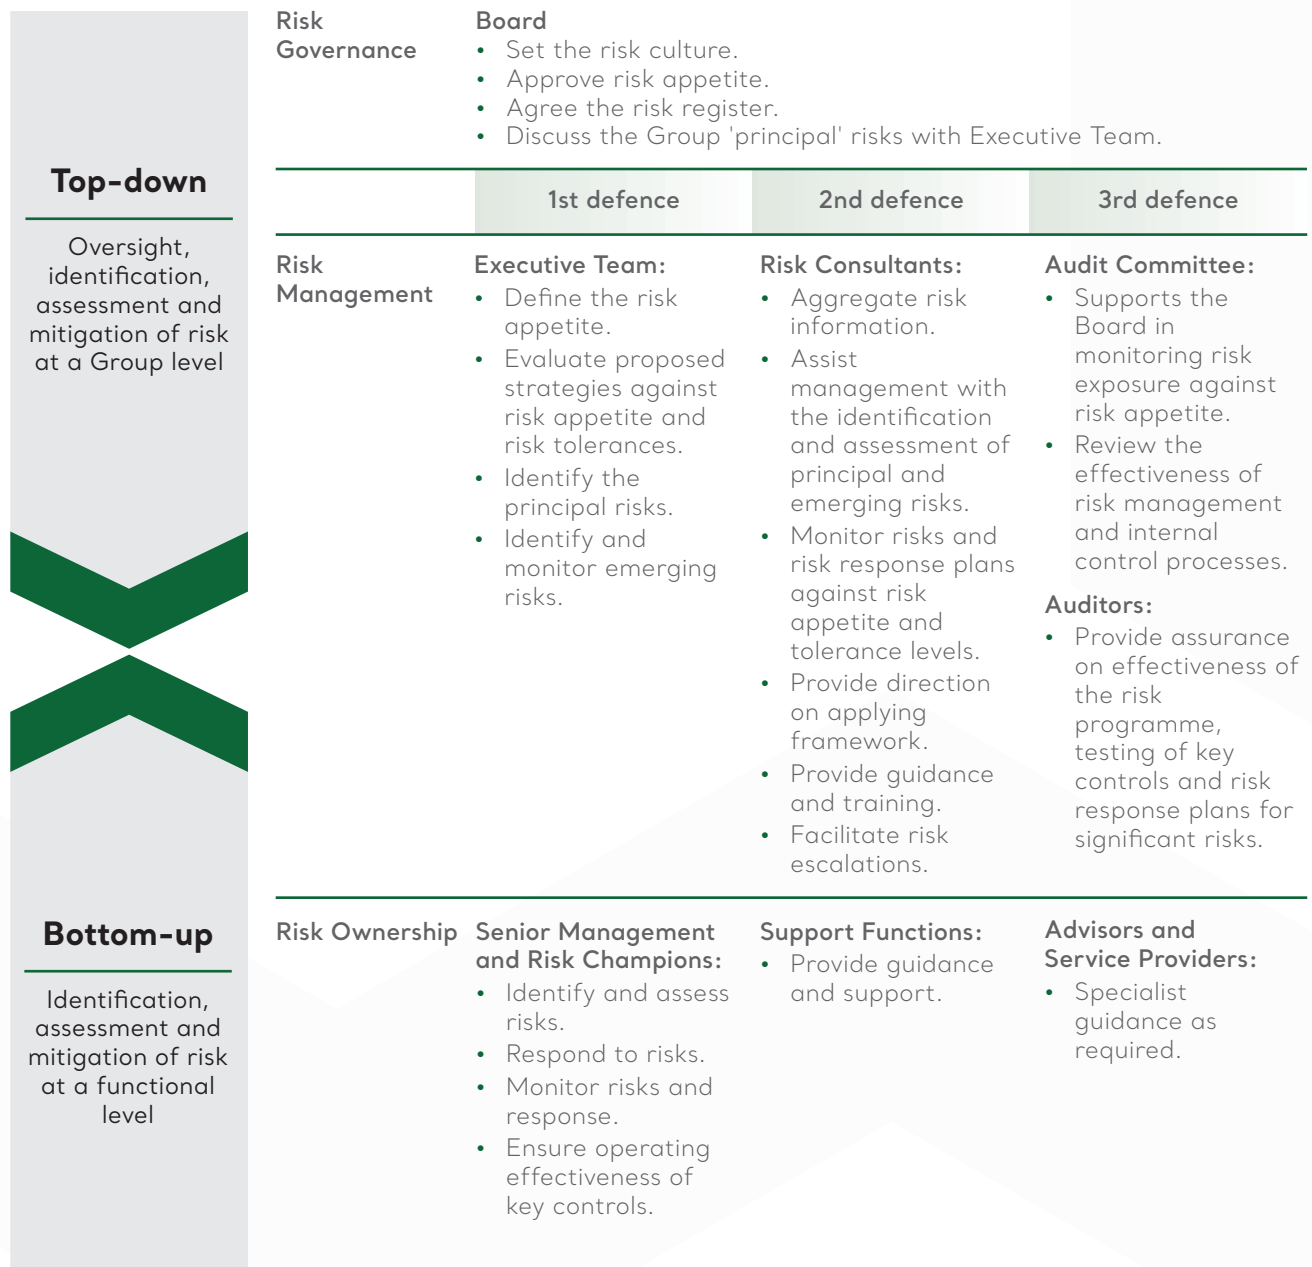 Top-down
Oversight,
identification,
assessment and
mitigation of risk
at a Group level
Risk
Governance
Board
• Set the risk culture.
• Approve risk appetite.
• Agree the risk register.
• Discuss the Group 'principal' risks with Executive Team.
1st defence
2nd defence
3rd defence
Risk
Management
Executive Team:
• Define the risk
appetite.
• Evaluate proposed
strategies against
risk appetite and
risk tolerances.
• Identify the
principal risks.
• Identify and
monitor emerging
risks.
Risk Consultants:
• Aggregate risk
information.
• Assist
management with
the identification
and assessment of
principal and
emerging risks.
• Monitor risks and
risk response plans
against risk
appetite and
tolerance levels.
• Provide direction
on applying
framework.
• Provide guidance
and training.
• Facilitate risk
escalations.
Audit Committee:
• Supports the
Board in
monitoring risk
exposure against
risk appetite.
• Review the
effectiveness of
risk management
and internal
control processes.
Auditors:
• Provide assurance
on effectiveness of
the risk
programme,
testing of key
controls and risk
response plans for
significant risks.
Bottom-up
Identification,
assessment and
mitigation of risk
at a functional
level
Risk Ownership
Senior Management
and Risk Champions:
• Identify and assess
risks.
• Respond to risks.
• Monitor risks and
response.
• Ensure operating
effectiveness of
key controls.
Support Functions:
• Provide guidance
and support.
Advisors and
Service Providers:
• Specialist
guidance as
required.